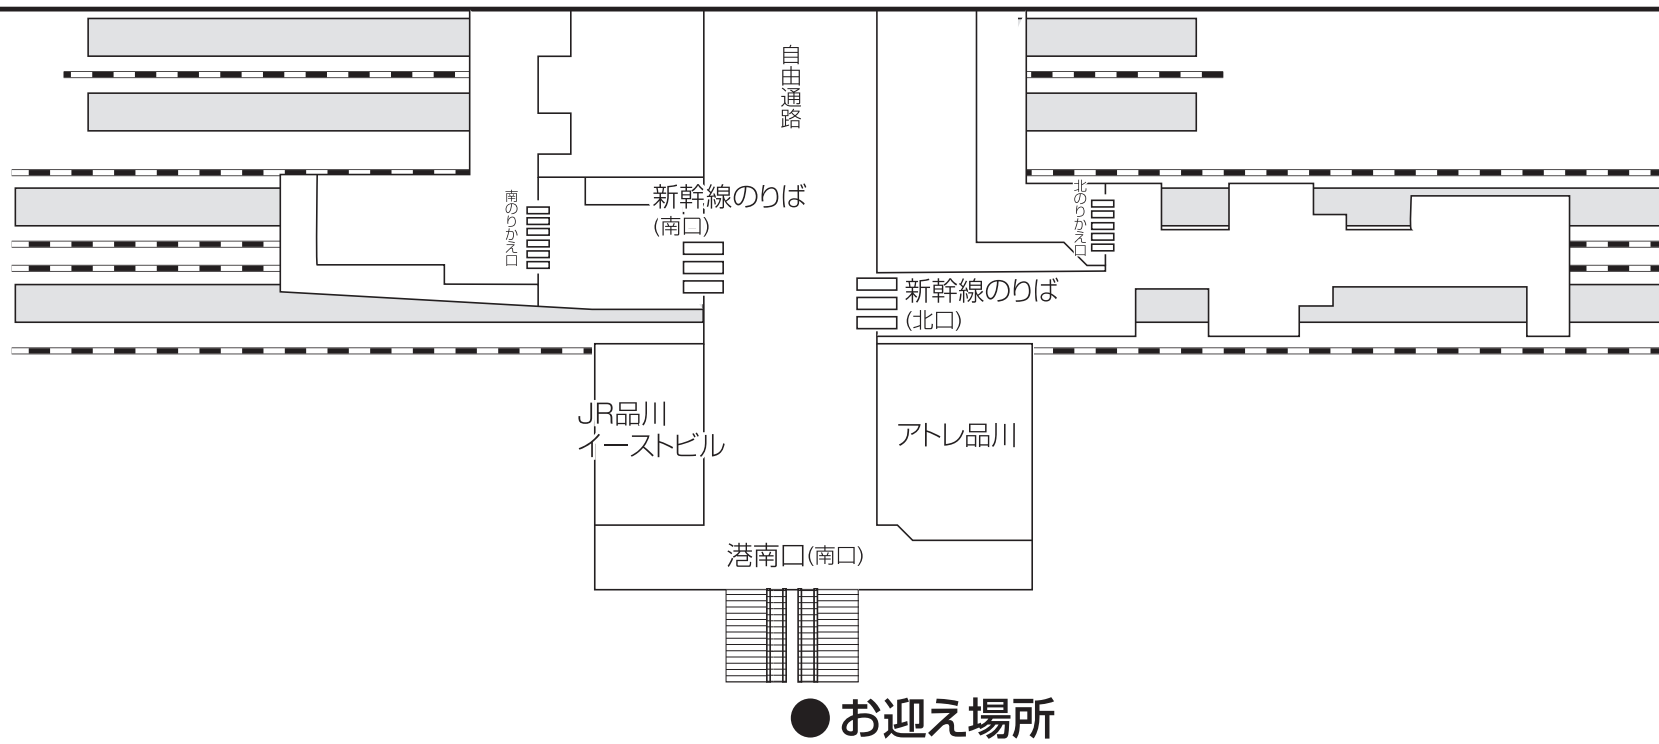 自由通路
新幹線のりば
(南口)
南のりかえ口
北のりかえ口
新幹線のりば
(北口)
JR品川
イーストビル
アトレ品川
港南口(南口)
●お迎え場所